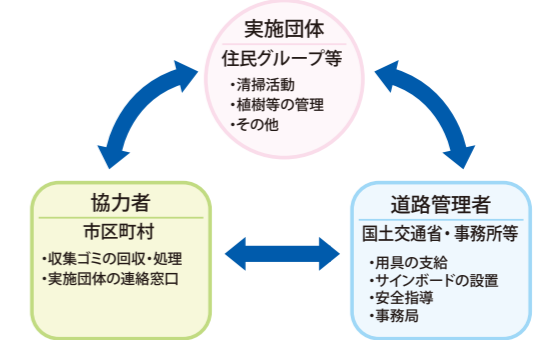 実施団体
住民グループ等
・清掃活動
・植樹等の管理
・その他
協力者
市区町村
・収集ゴミの回収・処理
・実施団体の連絡窓口
道路管理者
国土交通省・事務所等
・用具の支給
・サインボードの設置
・安全指導
・事務局